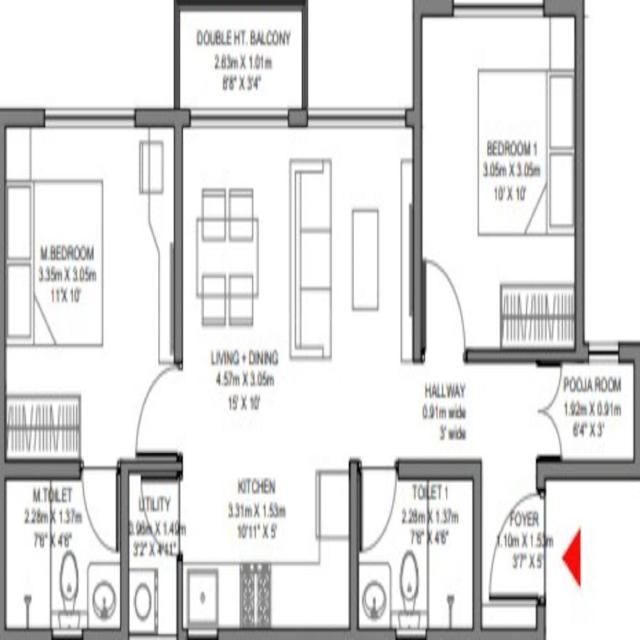 DOUBLE HT. BALCONY
2.63m X 1.01m
8'8" X 3'4"
BEDROOM 1
3.05m X 3.05m
10' X 10'
M.BEDROOM
3.35m X 3.05m
11'X 10'
LIVING + DINING
4.57m X 3.05m
15' X 10'
HALLWAY
0.91m wide
3' wide
POOJA ROOM
1.92m X 0.91m
6'4" X 3'
M.TOILET
2.28m X 1.37m
7'6" X 4'6"
UTILITY
0.96m X 1.49m
3'2" X 4'11"
KITCHEN
3.31m X 1.53m
10'11" X 5'
TOILET 1
2.28m X 1.37m
7'6" X 4'6"
FOYER
1.10m X 1.53m
3'7" X 5'